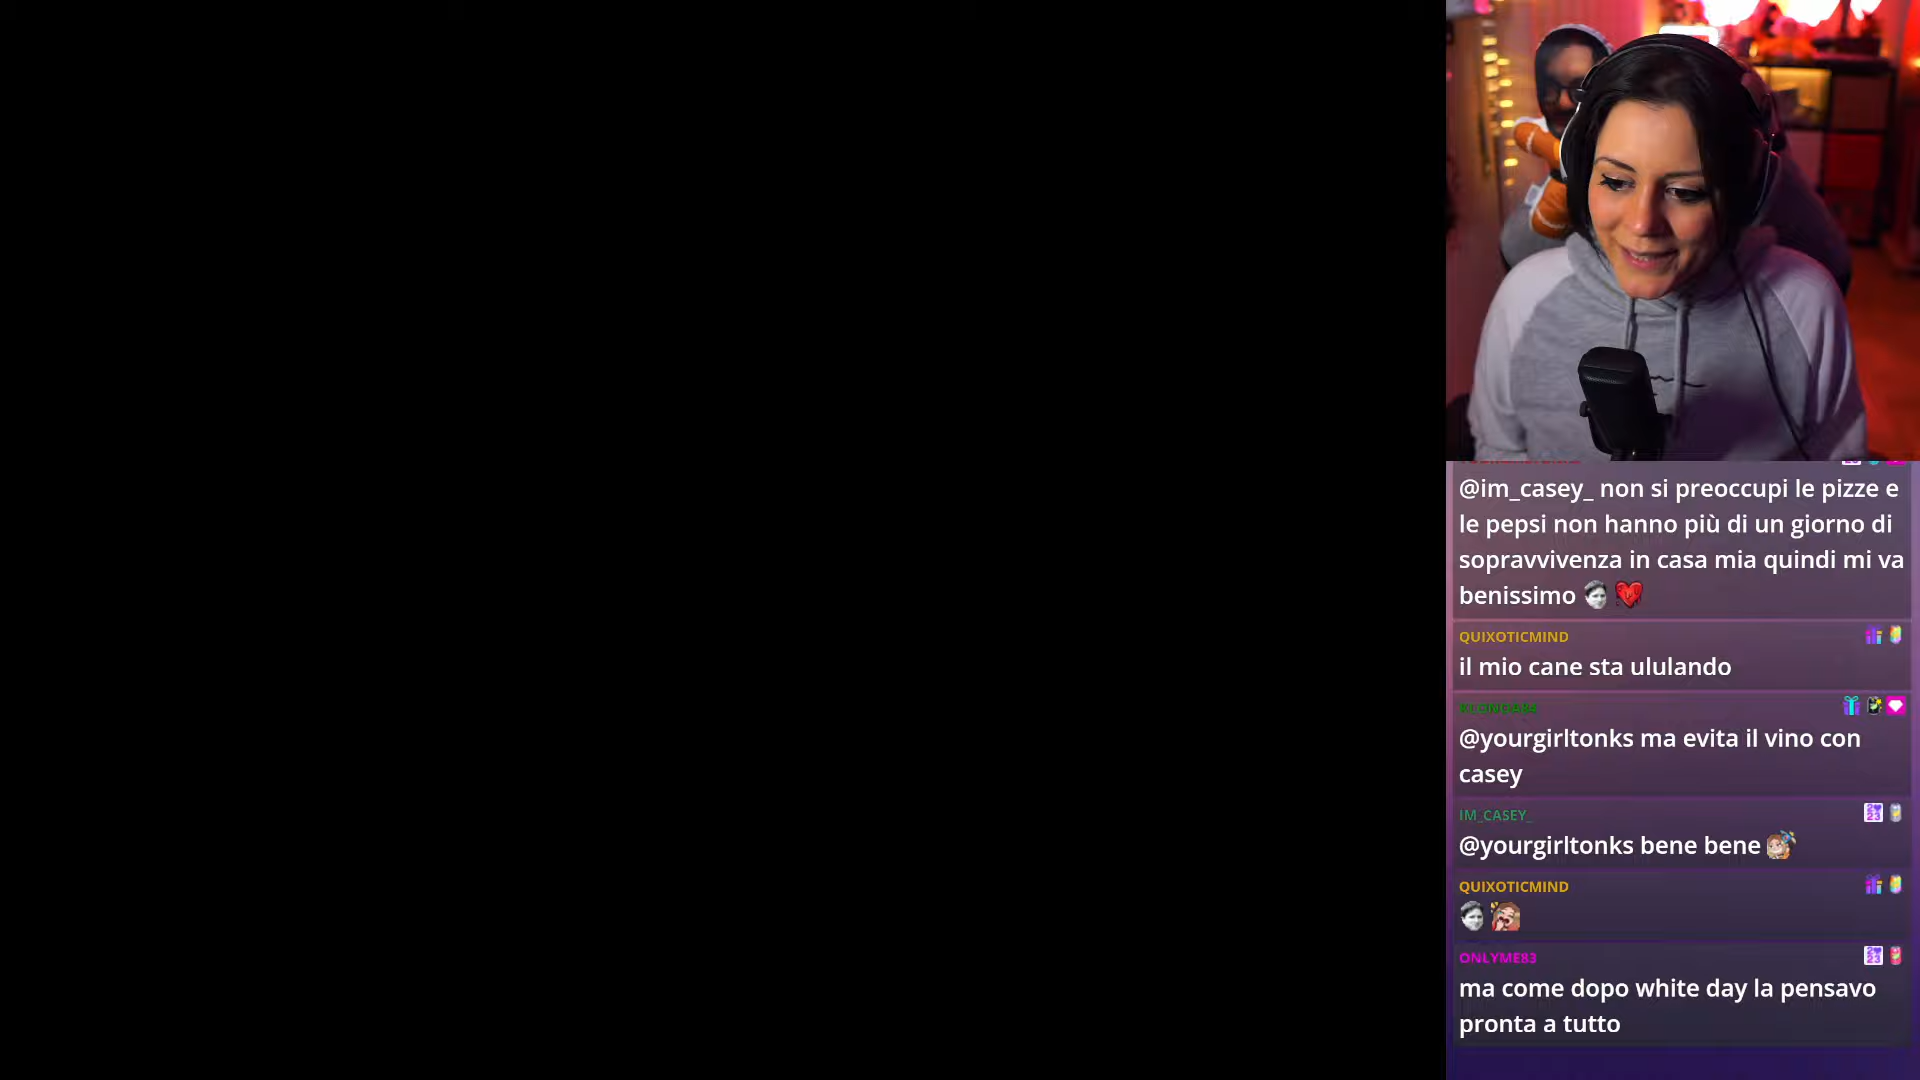 @im_casey_ non si preoccupi le pizze e
le pepsi non hanno più di un giorno di
sopravvivenza in casa mia quindi mi va
benissimo
QUIXOTICMIND
il mio cane sta ululando
@yourgirltonks ma evita il vino con
casey
IM_CASEY_
@yourgirltonks bene bene
QUIXOTICMIND
ONLYME83
ma come dopo white day la pensavo
pronta a tutto